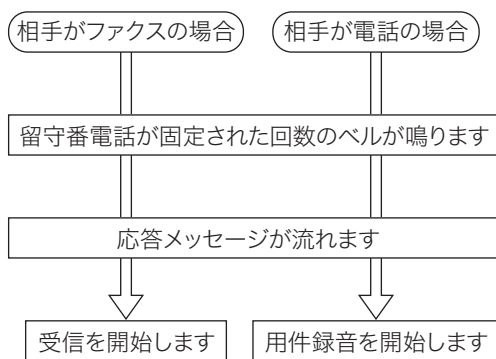 相手がファクスの場合
相手が電話の場合
留守番電話が固定された回数のベルが鳴ります
応答メッセージが流れます
受信を開始します
用件録音を開始します